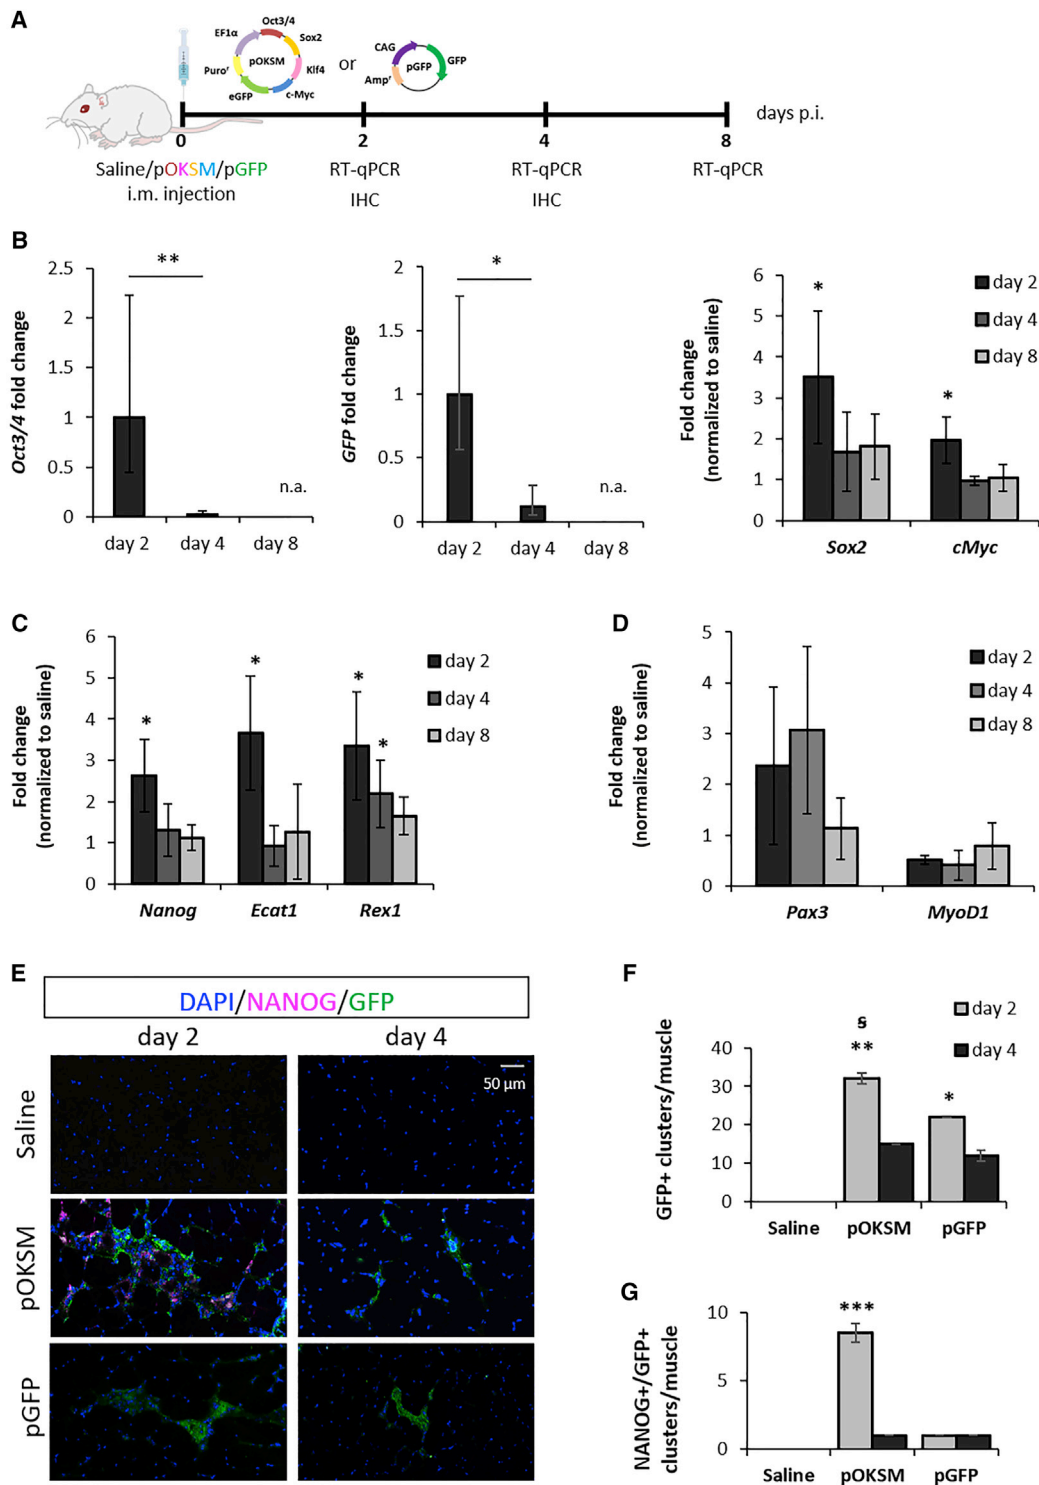 A
EF1α
Oct3/4
Sox2
pOKSM
Klf4
c-Myc
eGFP
Puroʳ
or
CAG
GFP
pGFP
Ampʳ
0
2
4
8
days p.i.
Saline/pOKSM/pGFP
i.m. injection
RT-qPCR
IHC
RT-qPCR
IHC
RT-qPCR
B
Oct3/4 fold change
2.5
2
1.5
1
0.5
0
**
n.a.
day 2
day 4
day 8
GFP fold change
2
1.5
1
0.5
0
*
n.a.
day 2
day 4
day 8
Fold change
(normalized to saline)
6
5
4
3
2
1
0
*
*
day 2
day 4
day 8
Sox2
cMyc
C
Fold change
(normalized to saline)
6
5
4
3
2
1
0
*
*
*
*
day 2
day 4
day 8
Nanog
Ecat1
Rex1
D
Fold change
(normalized to saline)
5
4
3
2
1
0
day 2
day 4
day 8
Pax3
MyoD1
E
DAPI/NANOG/GFP
day 2
day 4
Saline
50 µm
pOKSM
pGFP
F
GFP+ clusters/muscle
40
30
20
10
0
§
**
*
day 2
day 4
Saline
pOKSM
pGFP
G
NANOG+/GFP+
clusters/muscle
10
5
0
***
Saline
pOKSM
pGFP